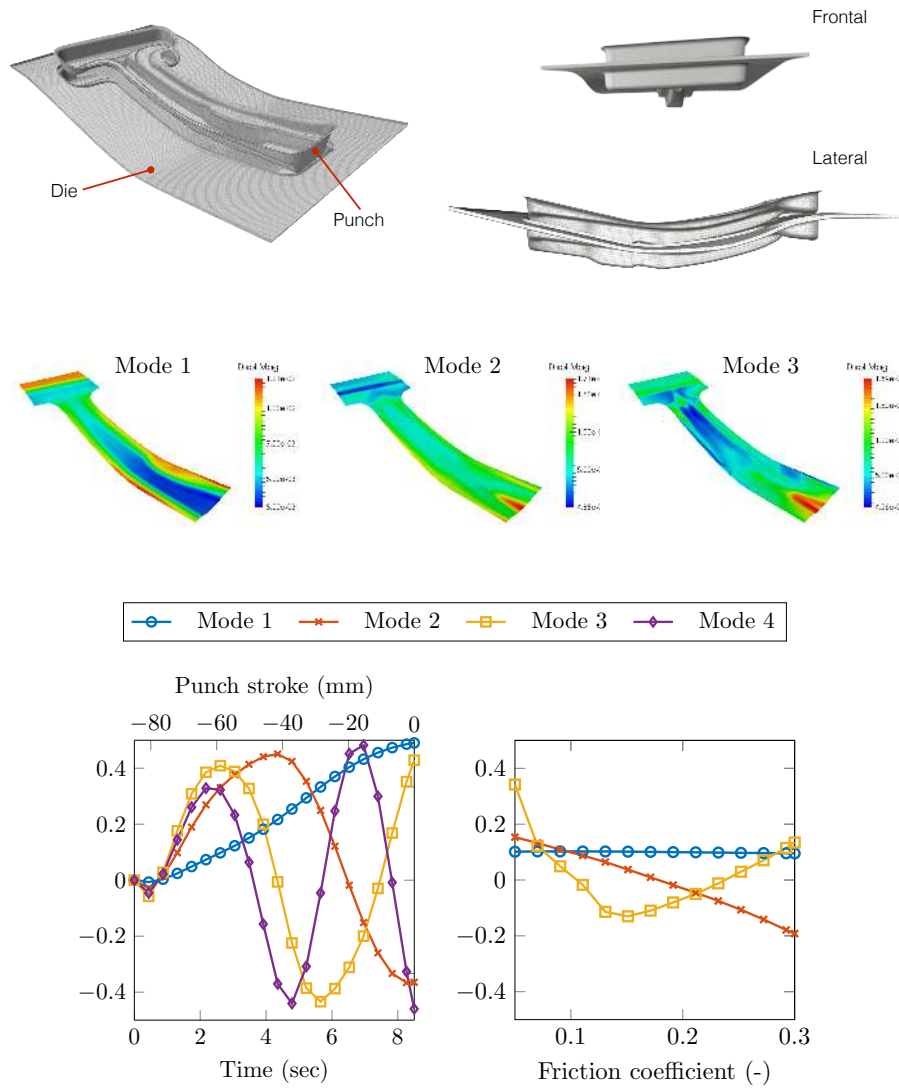 Frontal
Lateral
Die
Punch
Mode 1
Mode 2
Mode 3
Mode 1 Mode 2 Mode 3 Mode 4
Punch stroke (mm)
−80 −60 −40 −20 0
0.4
0.2
0
−0.2
−0.4
0 2 4 6 8
Time (sec)
0.4
0.2
0
−0.2
−0.4
0.1 0.2 0.3
Friction coefficient (-)